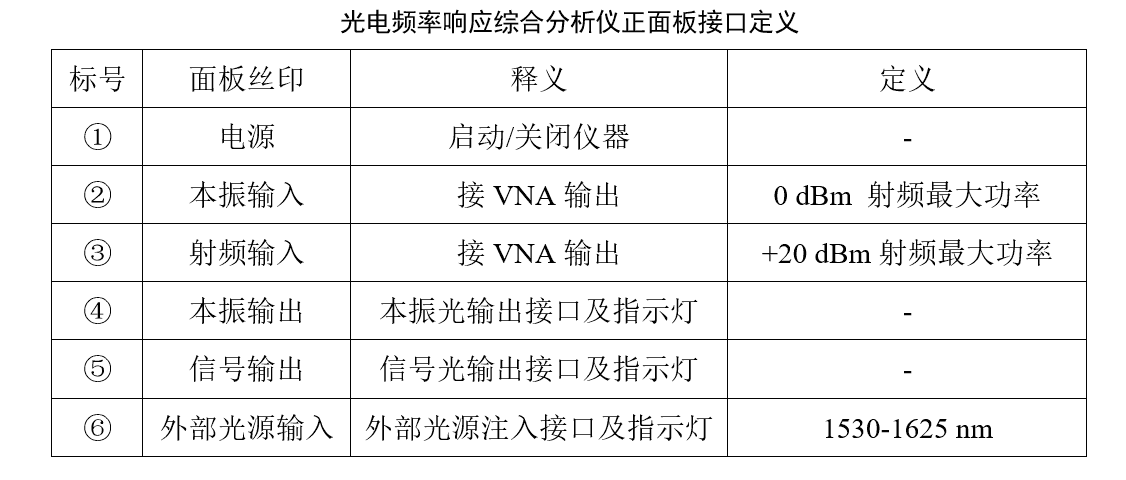 光电频率响应综合分析仪正面板接口定义
标号 面板丝印 释义 定义
① 电源 启动/关闭仪器 -
② 本振输入 接 VNA 输出 0 dBm 射频最大功率
③ 射频输入 接 VNA 输出 +20 dBm 射频最大功率
④ 本振输出 本振光输出接口及指示灯 -
⑤ 信号输出 信号光输出接口及指示灯 -
⑥ 外部光源输入 外部光源注入接口及指示灯 1530-1625 nm